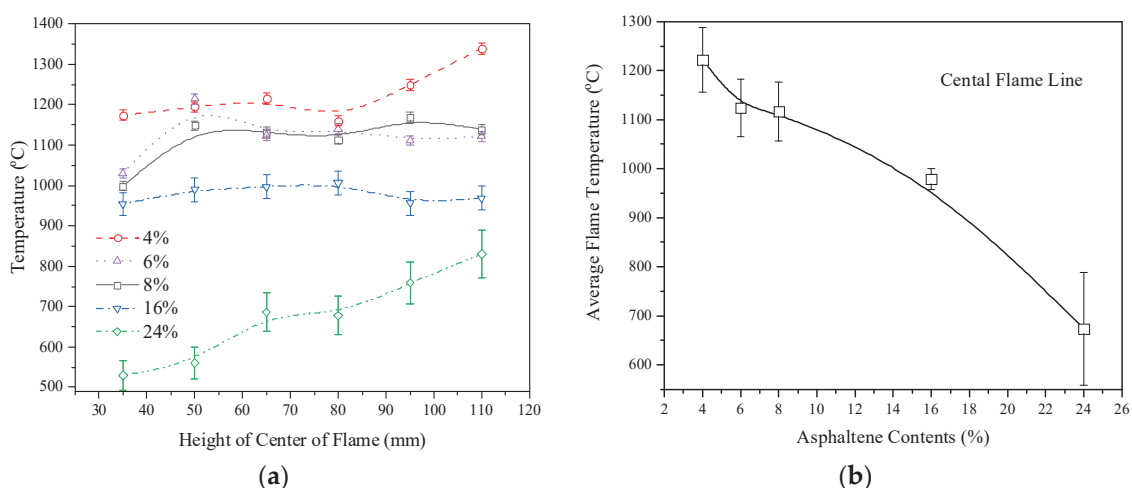 1400
1300
1200
1100
1000
900
800
700
600
500
Temperature (ºC)
4%
6%
8%
16%
24%
30 40 50 60 70 80 90 100 110 120
Height of Center of Flame (mm)
(a)
1300
1200
1100
1000
900
800
700
600
Average Flame Temperature (ºC)
Cental Flame Line
2 4 6 8 10 12 14 16 18 20 22 24 26
Asphaltene Contents (%)
(b)